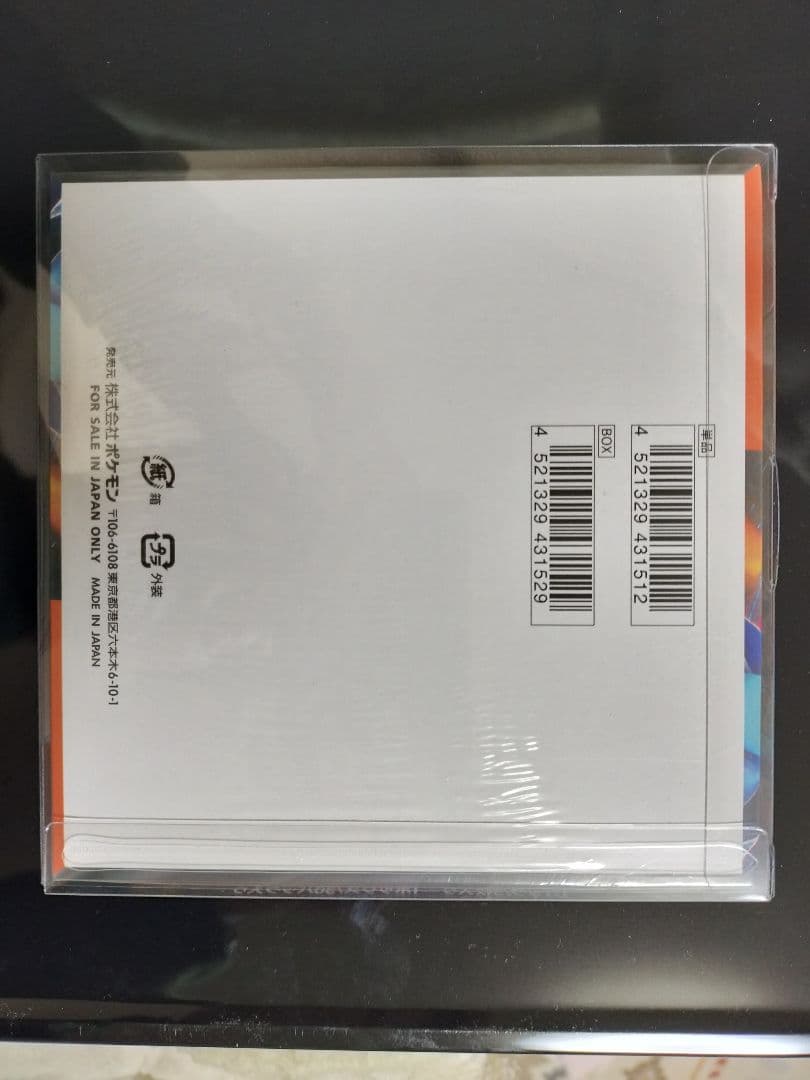 単品
4 521329 431512
BOX
4 521329 431529
紙 箱
プラ 外装
発売元 株式会社ポケモン 〒106-6108 東京都港区六本木6-10-1
FOR SALE IN JAPAN ONLY MADE IN JAPAN